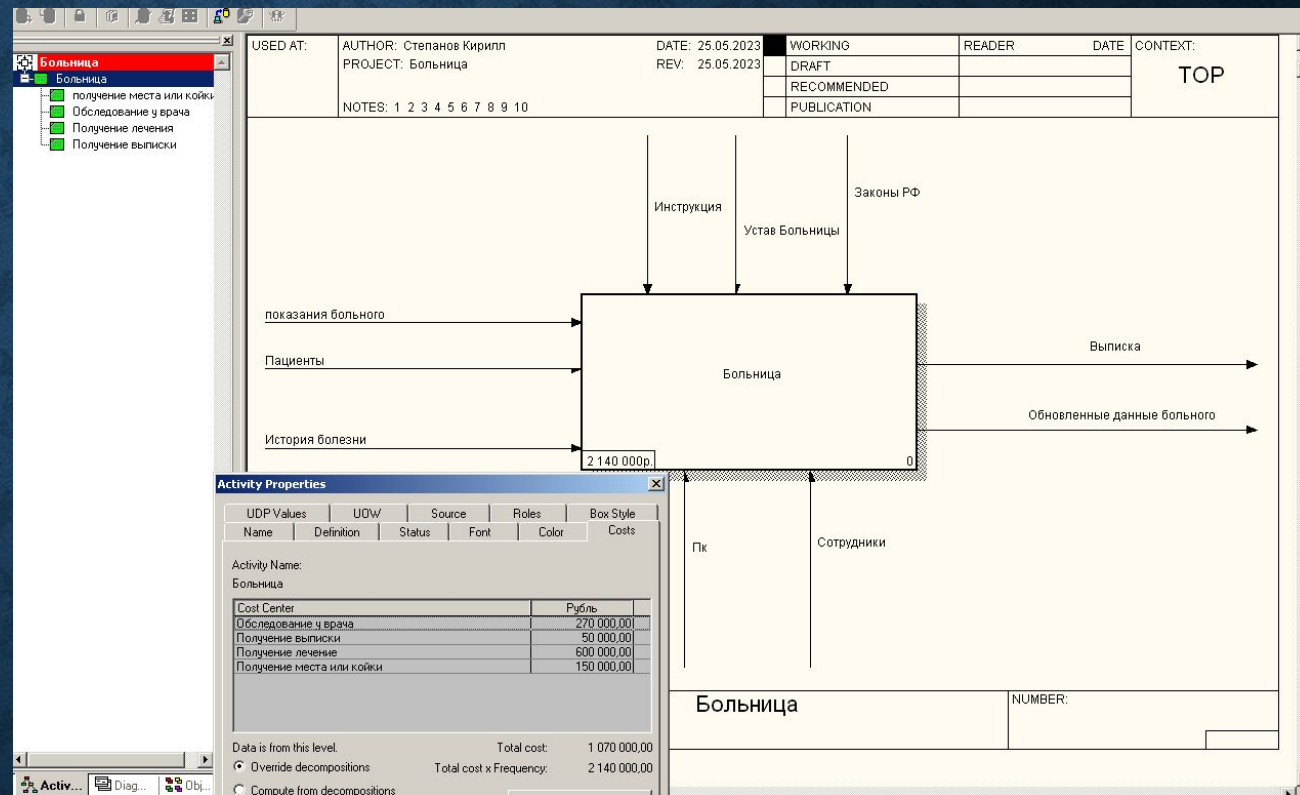 USED AT:
AUTHOR: Степанов Кирилл
DATE: 25.05.2023
WORKING
READER
DATE
CONTEXT:
PROJECT: Больница
REV: 25.05.2023
DRAFT
TOP
RECOMMENDED
NOTES: 1 2 3 4 5 6 7 8 9 10
PUBLICATION
Больница
Больница
получение места или койки
Обследование у врача
Получение лечения
Получение выписки
Законы РФ
Инструкция
Устав Больницы
показания больного
Пациенты
История болезни
Больница
2 140 000р.
0
Выписка
Обновленные данные больного
Пк
Сотрудники
Больница
NUMBER:
Activity Properties
UDP Values
UOW
Source
Roles
Box Style
Name
Definition
Status
Font
Color
Costs
Activity Name:
Больница
Cost Center
Рубль
Обследование у врача 270 000,00
Получение выписки 50 000,00
Получение лечение 600 000,00
Получение места или койки 150 000,00
Data is from this level.
Total cost: 1 070 000,00
Override decompositions
Total cost x Frequency: 2 140 000,00
Compute from decompositions
Activ...
Diag...
Obj...